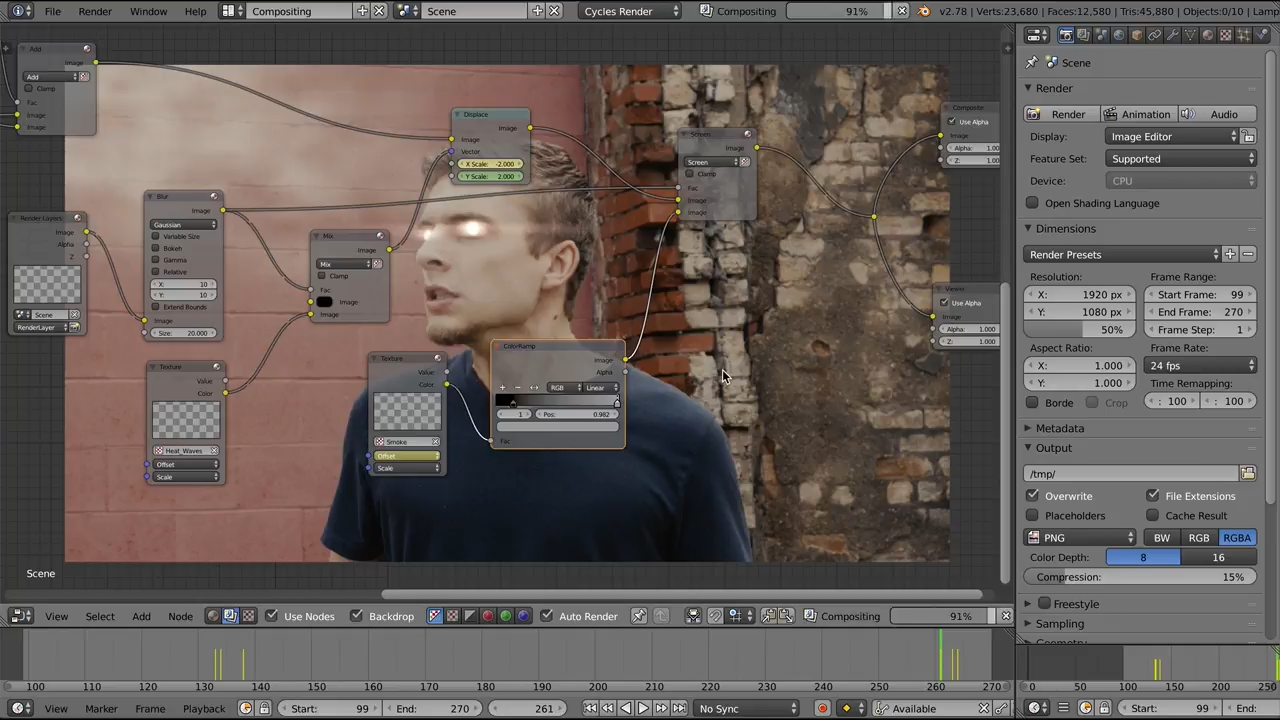 File Edit Render Window Help Compositing Scene Cycles Render Compositing 91% v2.78 | Verts:23,680 | Faces:12,580 | Tris:45,880 | Objects:0/10 | Lamp
Add
Image
Add
Clamp
Fac
Image
Image
Displace
Image
Image
Vector
X Scale: -2.000
Y Scale: 2.000
Screen
Image
Screen
Clamp
Fac
Image
Image
Composite
Use Alpha
Image
Alpha: 1.00
Z: 1.00
Render Layers
Image
Alpha
Z
Scene
RenderLayer
Blur
Image
Gaussian
Variable Size
Bokeh
Gamma
Relative
X: 10
Y: 10
Extend Bounds
Image
Size: 20.000
Mix
Image
Mix
Clamp
Fac
Image
Image
Viewer
Use Alpha
Image
Alpha: 1.000
Z: 1.000
Texture
Value
Color
Heat_Waves
Offset
Scale
Texture
Value
Color
Smoke
Offset
Scale
ColorRamp
Image
Alpha
+ − RGB Linear
1 Pos: 0.982
Fac
Scene
Scene
Render
Render Animation Audio
Display: Image Editor
Feature Set: Supported
Device: CPU
Open Shading Language
Dimensions
Render Presets
Resolution: Frame Range:
X: 1920 px Start Frame: 99
Y: 1080 px End Frame: 270
50% Frame Step: 1
Aspect Ratio: Frame Rate:
X: 1.000 24 fps
Y: 1.000 Time Remapping:
Borde Crop : 100 : 100
Metadata
Output
/tmp/
Overwrite File Extensions
Placeholders Cache Result
PNG BW RGB RGBA
Color Depth: 8 16
Compression: 15%
Freestyle
Sampling
View Select Add Node Use Nodes Backdrop Auto Render Compositing 91%
100 110 120 130 140 150 160 170 180 190 200 210 220 230 240 250 260 270
0 50 100 150 200 250
View Marker Frame Playback Start: 99 End: 270 261 No Sync Available
Start: 99